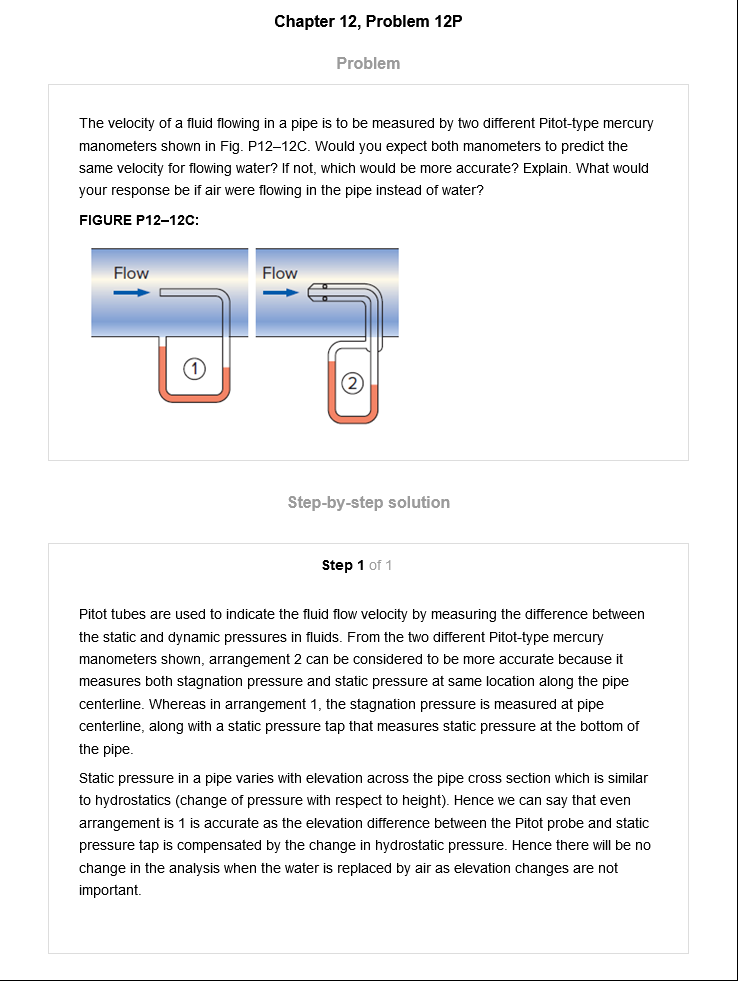 Chapter 12, Problem 12P
Problem
The velocity of a fluid flowing in a pipe is to be measured by two different Pitot-type mercury
manometers shown in Fig. P12–12C. Would you expect both manometers to predict the
same velocity for flowing water? If not, which would be more accurate? Explain. What would
your response be if air were flowing in the pipe instead of water?
FIGURE P12–12C:
Flow
Flow
1
2
Step-by-step solution
Step 1 of 1
Pitot tubes are used to indicate the fluid flow velocity by measuring the difference between
the static and dynamic pressures in fluids. From the two different Pitot-type mercury
manometers shown, arrangement 2 can be considered to be more accurate because it
measures both stagnation pressure and static pressure at same location along the pipe
centerline. Whereas in arrangement 1, the stagnation pressure is measured at pipe
centerline, along with a static pressure tap that measures static pressure at the bottom of
the pipe.
Static pressure in a pipe varies with elevation across the pipe cross section which is similar
to hydrostatics (change of pressure with respect to height). Hence we can say that even
arrangement is 1 is accurate as the elevation difference between the Pitot probe and static
pressure tap is compensated by the change in hydrostatic pressure. Hence there will be no
change in the analysis when the water is replaced by air as elevation changes are not
important.